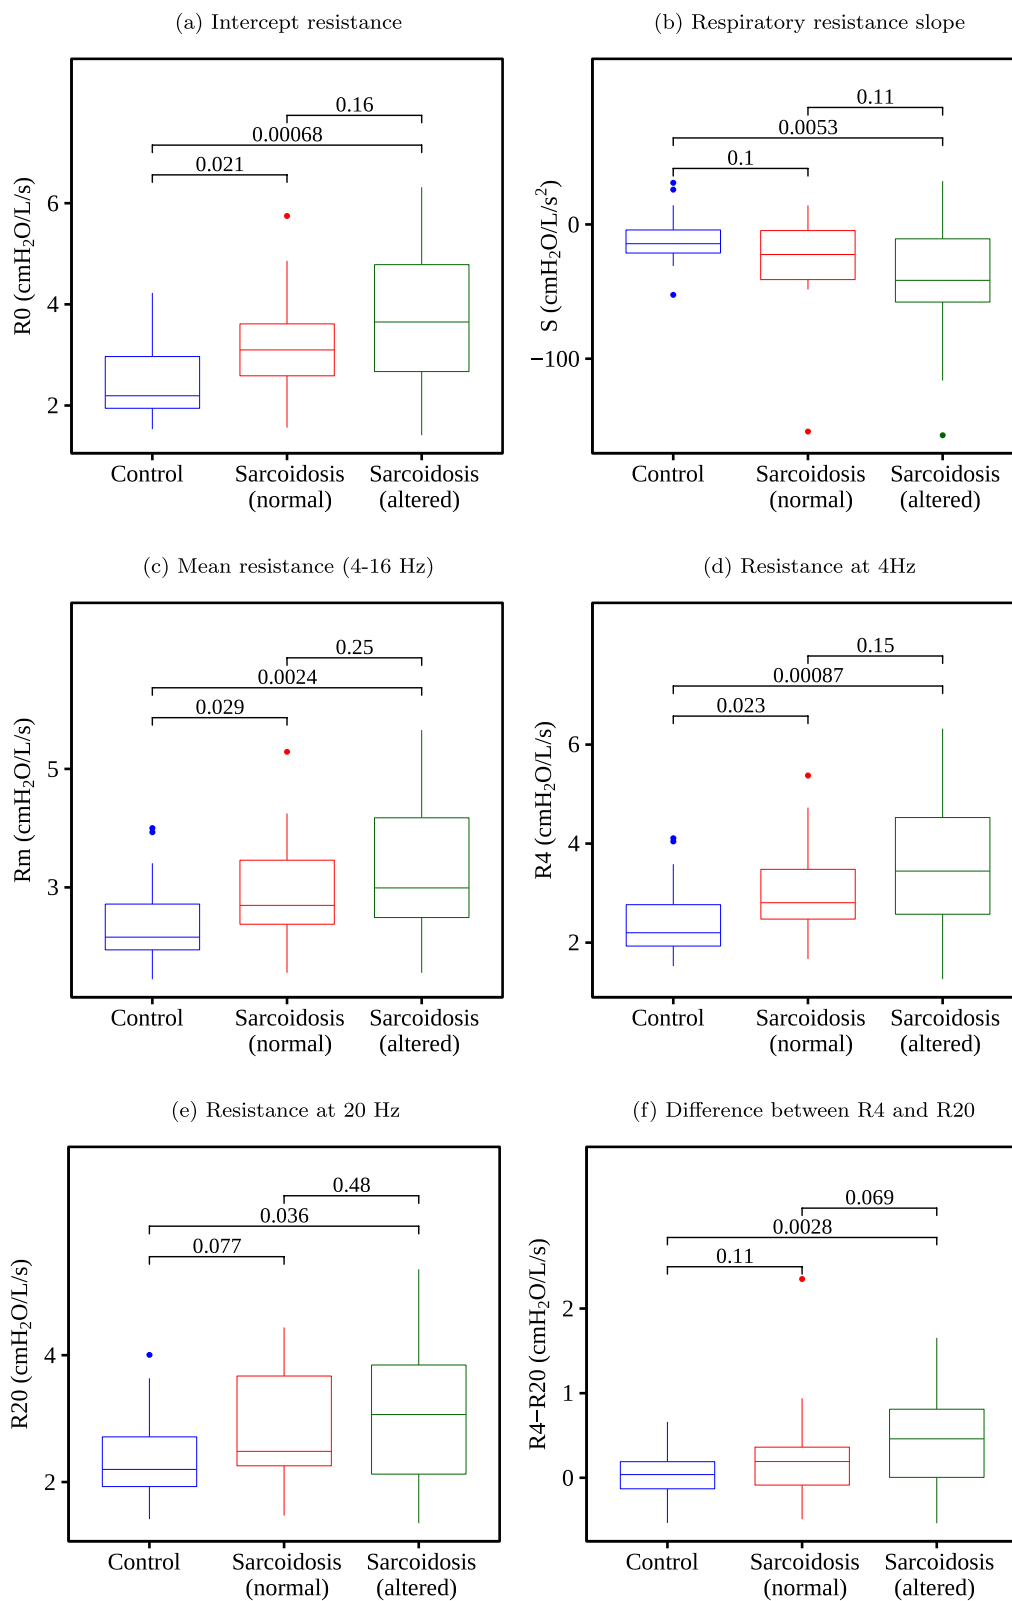 (a) Intercept resistance
0.16
0.00068
0.021
6
4
2
R0 (cmH₂O/L/s)
Control
Sarcoidosis
(normal)
Sarcoidosis
(altered)
(b) Respiratory resistance slope
0.11
0.0053
0.1
0
−100
S (cmH₂O/L/s²)
Control
Sarcoidosis
(normal)
Sarcoidosis
(altered)
(c) Mean resistance (4-16 Hz)
0.25
0.0024
0.029
5
3
Rm (cmH₂O/L/s)
Control
Sarcoidosis
(normal)
Sarcoidosis
(altered)
(d) Resistance at 4Hz
0.15
0.00087
0.023
6
4
2
R4 (cmH₂O/L/s)
Control
Sarcoidosis
(normal)
Sarcoidosis
(altered)
(e) Resistance at 20 Hz
0.48
0.036
0.077
4
2
R20 (cmH₂O/L/s)
Control
Sarcoidosis
(normal)
Sarcoidosis
(altered)
(f) Difference between R4 and R20
0.069
0.0028
0.11
2
1
0
R4−R20 (cmH₂O/L/s)
Control
Sarcoidosis
(normal)
Sarcoidosis
(altered)